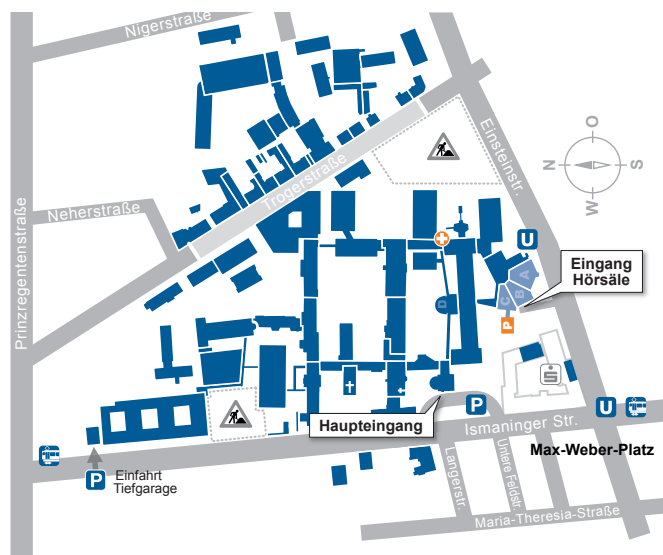 Nigerstraße
Einsteinstr.
O
N
S
W
Trogerstraße
Neherstraße
Prinzregentenstraße
U
Eingang
Hörsäle
A
B
C
D
P
S
Haupteingang
P
U
Ismaninger Str.
Max-Weber-Platz
P
Einfahrt
Tiefgarage
Langerstr.
Untere Feldstr.
Maria-Theresia-Straße